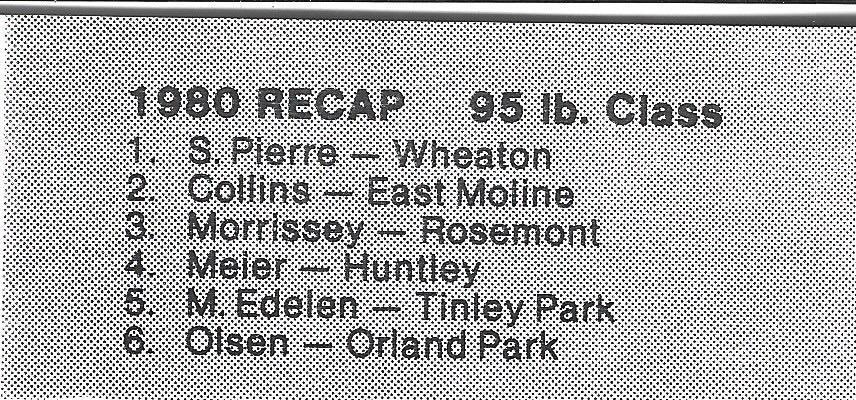 1980 RECAP 95 lb. Class
1. S. Pierre — Wheaton
2. Collins — East Moline
3. Morrissey — Rosemont
4. Meier — Huntley
5. M. Edelen — Tinley Park
6. Olsen — Orland Park